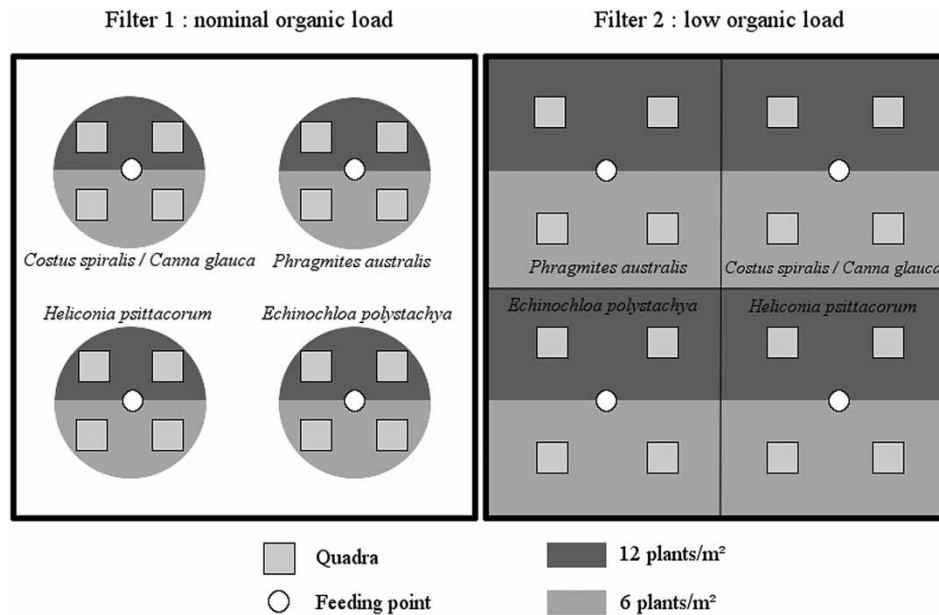 Filter 1 : nominal organic load
Filter 2 : low organic load
Costus spiralis / Canna glauca
Phragmites australis
Heliconia psittacorum
Echinochloa polystachya
Phragmites australis
Costus spiralis / Canna glauca
Echinochloa polystachya
Heliconia psittacorum
Quadra
12 plants/m²
Feeding point
6 plants/m²